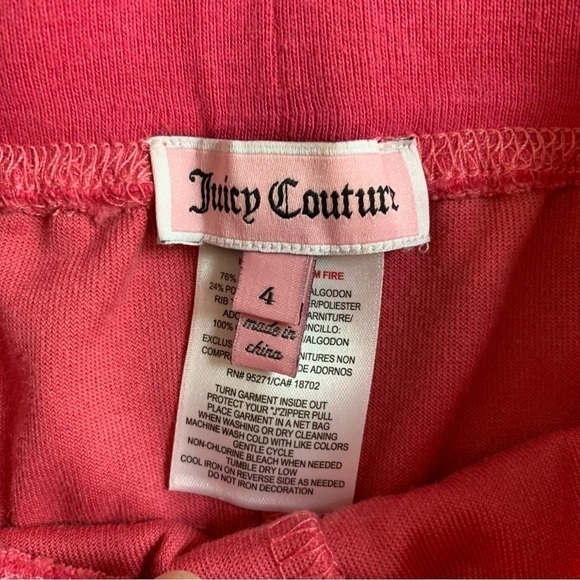 Juicy Couture
4
made in
china
M FIRE
76%
24% PO
ALGODON
RIB T
ER/POLIESTER
ADO
ARNITURE/
100%
ONCILLO:
/ALGODON
EXCLUS
NITURES NON
COMPR
DE ADORNOS
RN# 95271/CA# 18702
TURN GARMENT INSIDE OUT
PROTECT YOUR "J"ZIPPER PULL
PLACE GARMENT IN A NET BAG
WHEN WASHING OR DRY CLEANING
MACHINE WASH COLD WITH LIKE COLORS
GENTLE CYCLE
NON-CHLORINE BLEACH WHEN NEEDED
TUMBLE DRY LOW
COOL IRON ON REVERSE SIDE AS NEEDED
DO NOT IRON DECORATION